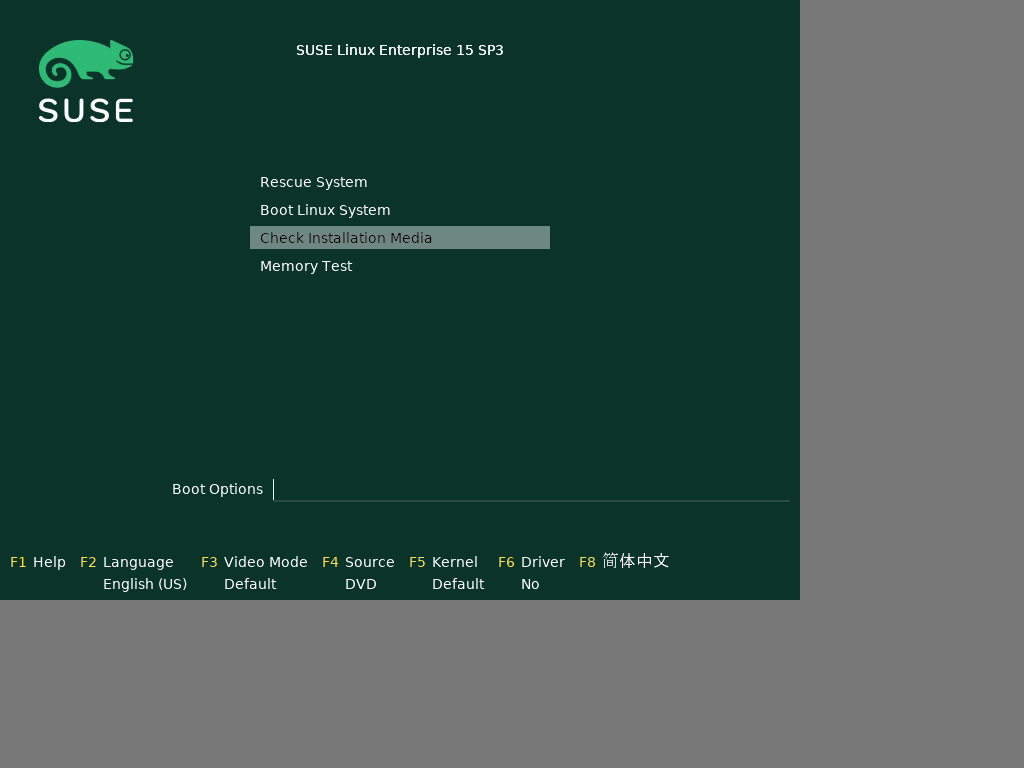 SUSE
SUSE Linux Enterprise 15 SP3
Rescue System
Boot Linux System
Check Installation Media
Memory Test
Boot Options
F1 Help F2 Language F3 Video Mode F4 Source F5 Kernel F6 Driver F8 简体中文
English (US) Default DVD Default No